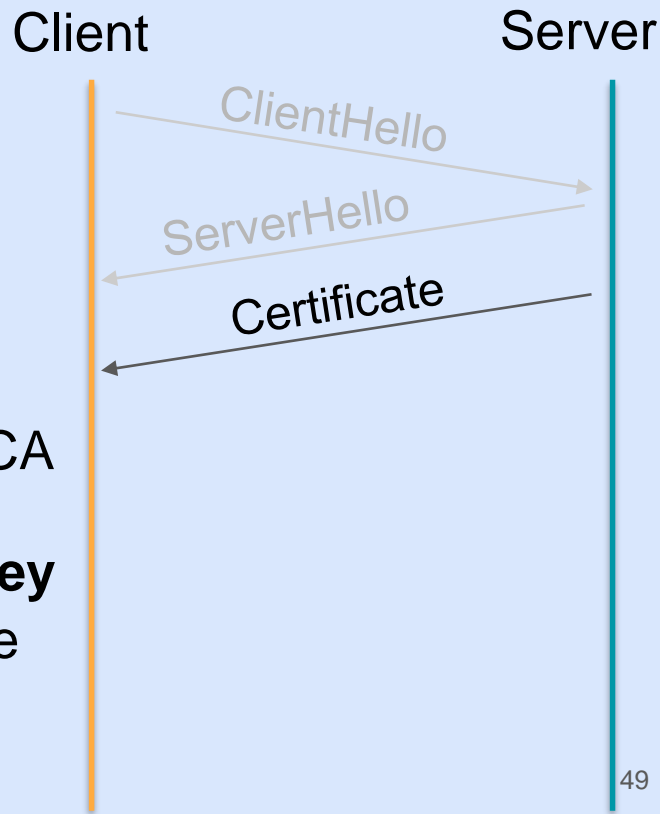 Client Server
ClientHello
ServerHello
Certificate
CA
ey
e
49